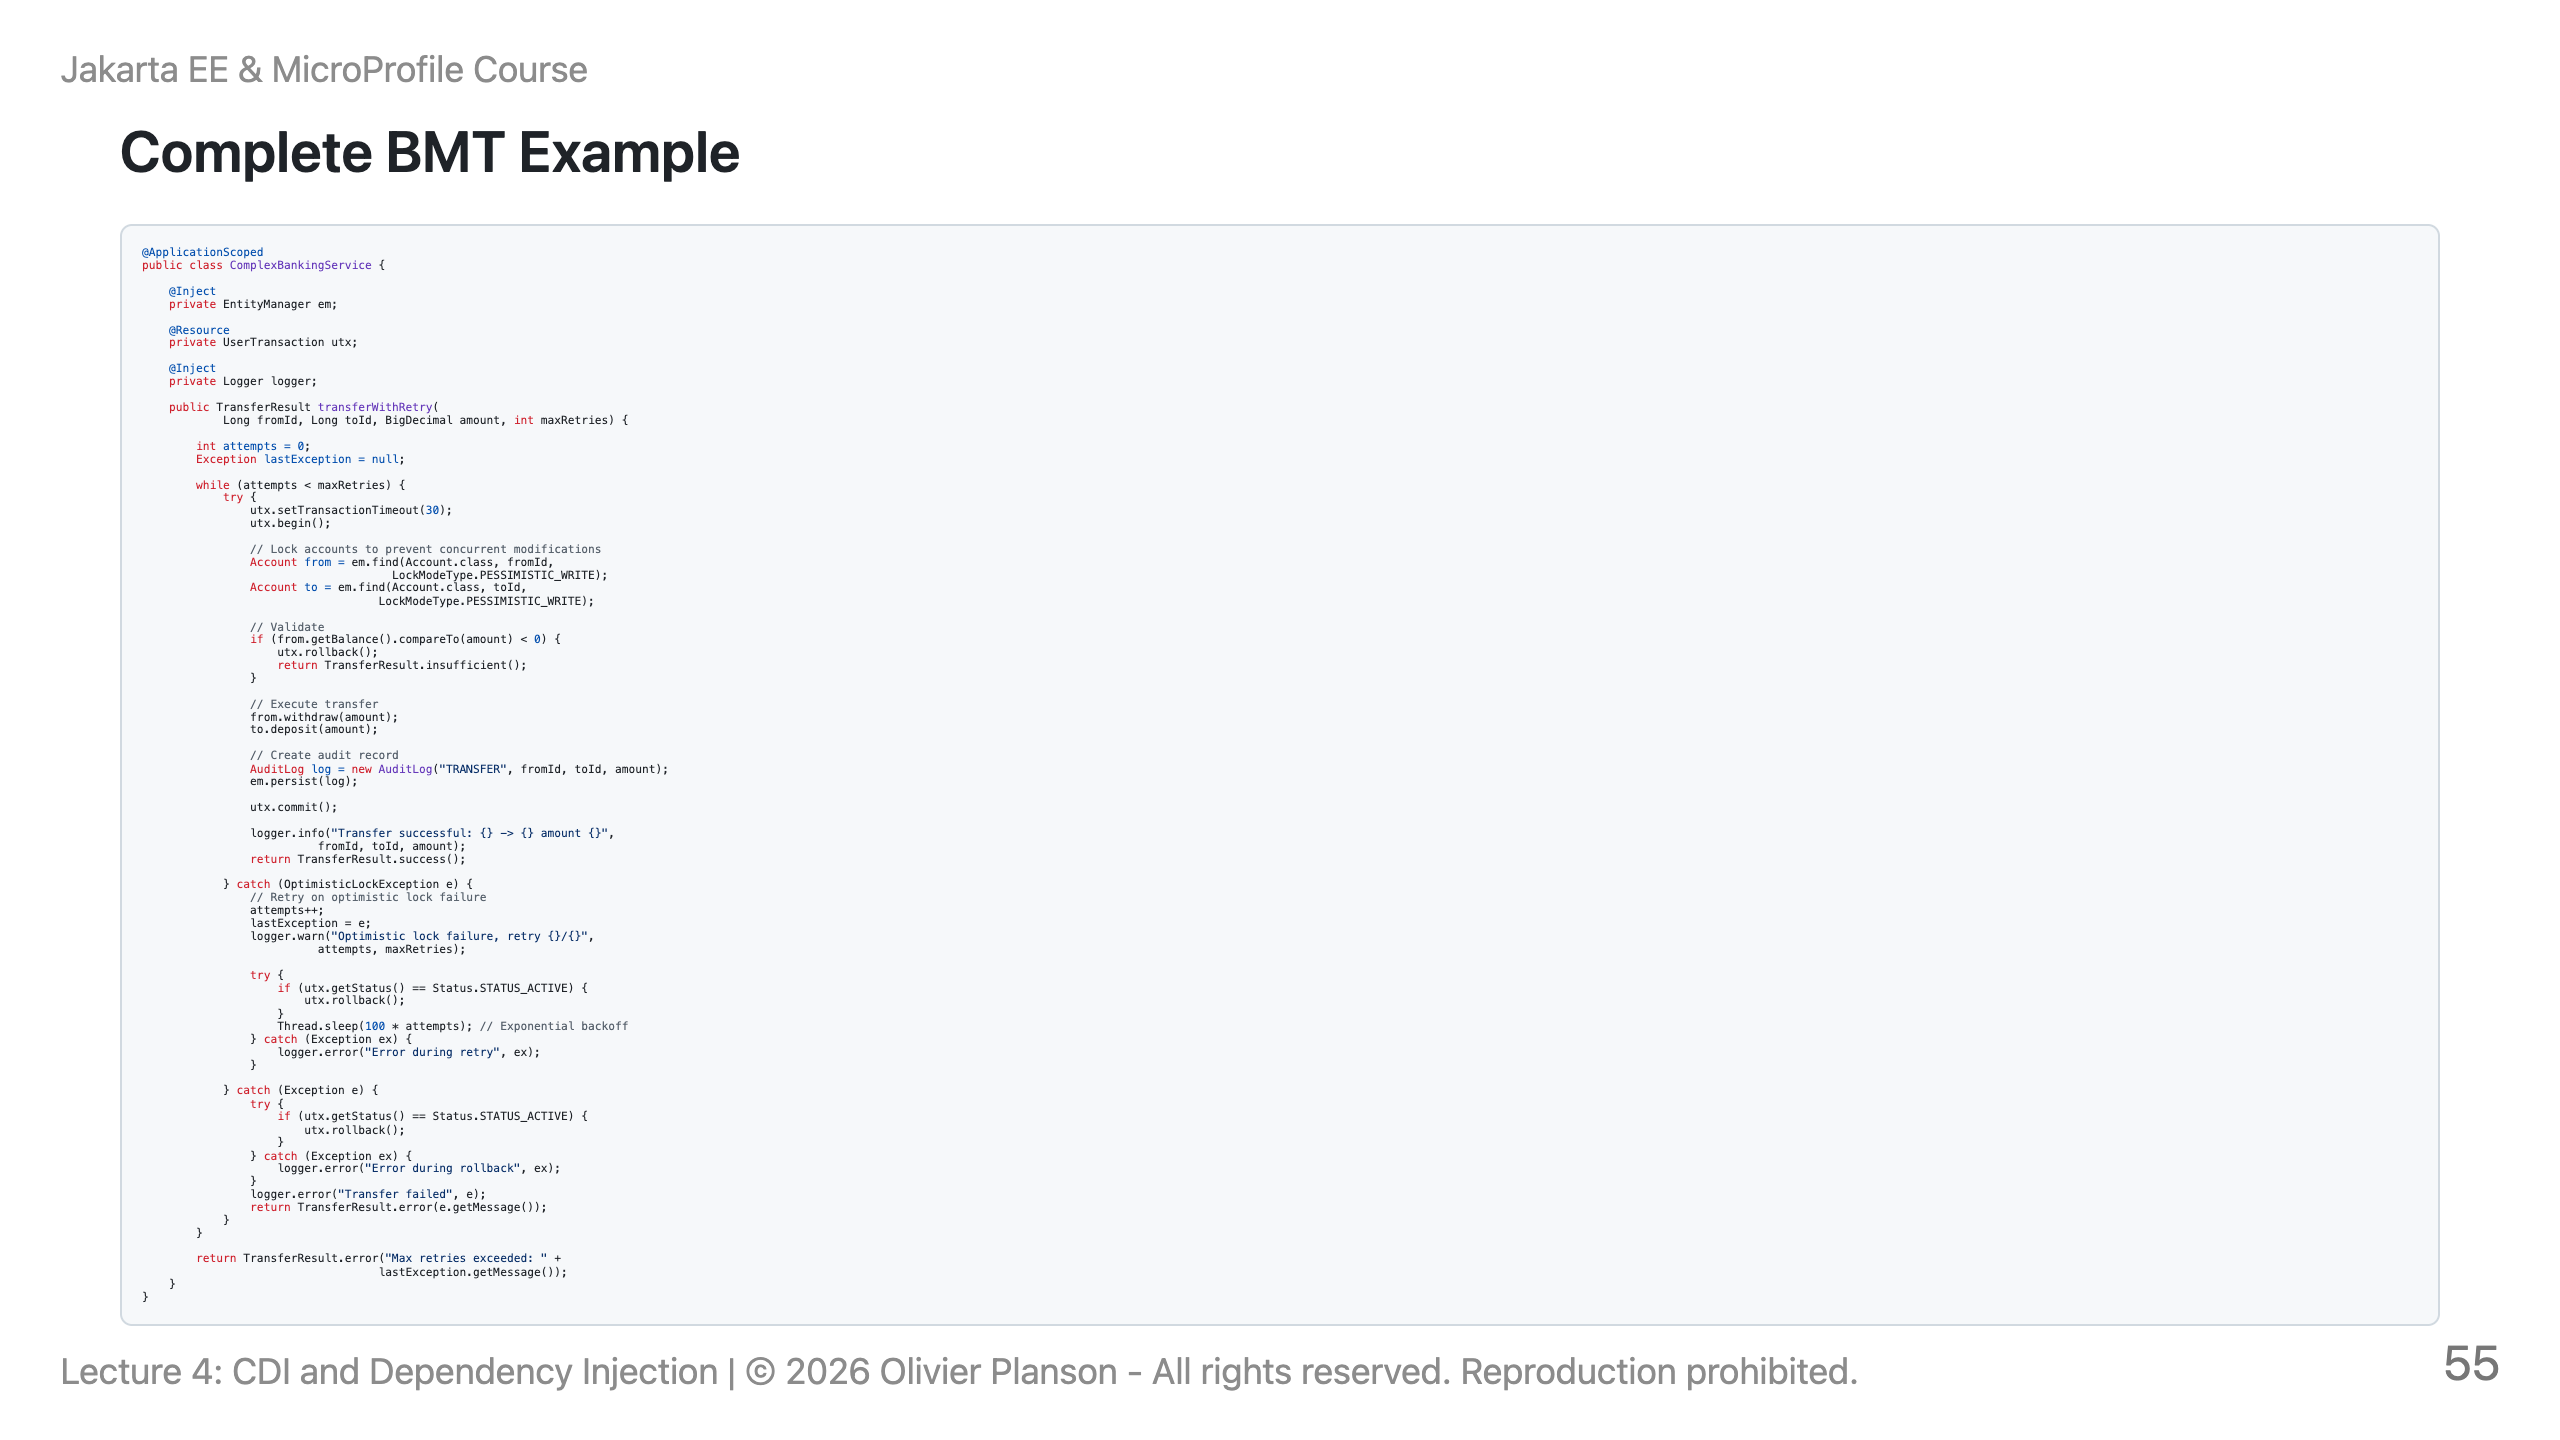 Jakarta EE & MicroProfile Course
Complete BMT Example
@ApplicationScoped
public class ComplexBankingService {
    @Inject
    private EntityManager em;
    @Resource
    private UserTransaction utx;
    @Inject
    private Logger logger;
    public TransferResult transferWithRetry(
            Long fromId, Long toId, BigDecimal amount, int maxRetries) {
        int attempts = 0;
        Exception lastException = null;
        while (attempts < maxRetries) {
            try {
                utx.setTransactionTimeout(30);
                utx.begin();
                // Lock accounts to prevent concurrent modifications
                Account from = em.find(Account.class, fromId,
                                     LockModeType.PESSIMISTIC_WRITE);
                Account to = em.find(Account.class, toId,
                                   LockModeType.PESSIMISTIC_WRITE);
                // Validate
                if (from.getBalance().compareTo(amount) < 0) {
                    utx.rollback();
                    return TransferResult.insufficient();
                }
                // Execute transfer
                from.withdraw(amount);
                to.deposit(amount);
                // Create audit record
                AuditLog log = new AuditLog("TRANSFER", fromId, toId, amount);
                em.persist(log);
                utx.commit();
                logger.info("Transfer successful: {} -> {} amount {}",
                          fromId, toId, amount);
                return TransferResult.success();
            } catch (OptimisticLockException e) {
                // Retry on optimistic lock failure
                attempts++;
                lastException = e;
                logger.warn("Optimistic lock failure, retry {}/{}",
                          attempts, maxRetries);
                try {
                    if (utx.getStatus() == Status.STATUS_ACTIVE) {
                        utx.rollback();
                    }
                    Thread.sleep(100 * attempts); // Exponential backoff
                } catch (Exception ex) {
                    logger.error("Error during retry", ex);
                }
            } catch (Exception e) {
                try {
                    if (utx.getStatus() == Status.STATUS_ACTIVE) {
                        utx.rollback();
                    }
                } catch (Exception ex) {
                    logger.error("Error during rollback", ex);
                }
                logger.error("Transfer failed", e);
                return TransferResult.error(e.getMessage());
            }
        }
        return TransferResult.error("Max retries exceeded: " +
                                   lastException.getMessage());
    }
}
Lecture 4: CDI and Dependency Injection | © 2026 Olivier Planson - All rights reserved. Reproduction prohibited.
55